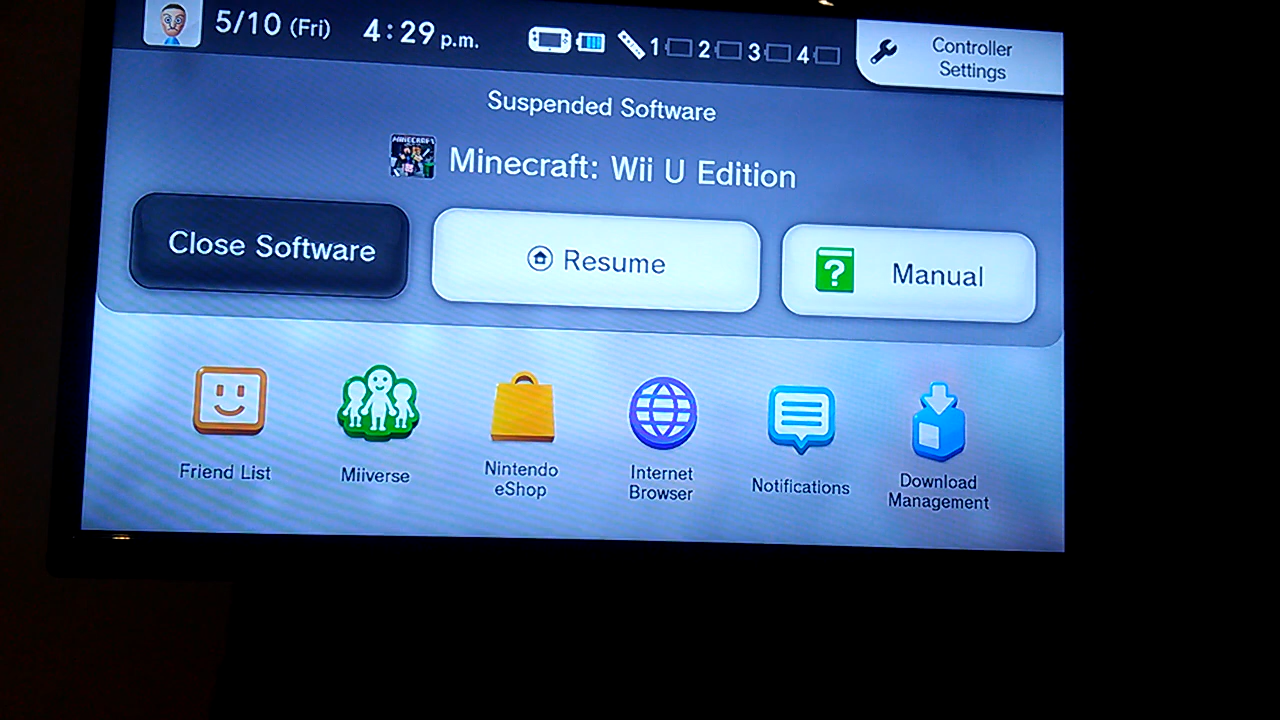 5/10 (Fri) 4:29 p.m. 1 2 3 4 Controller Settings
Suspended Software
MINECRAFT
Minecraft: Wii U Edition
Close Software
Resume
? Manual
Friend List
Miiverse
Nintendo
eShop
Internet
Browser
Notifications
Download
Management